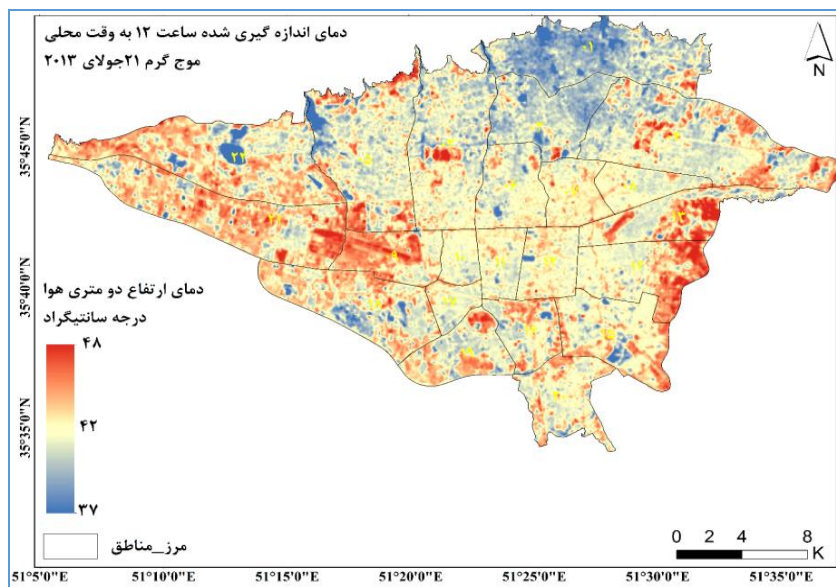 دمای اندازه گیری شده ساعت ۱۲ به وقت محلی
موج گرم ۲۱جولای ۲۰۱۳
N
35°45'0"N
35°40'0"N
35°35'0"N
دمای ارتفاع دو متری هوا
درجه سانتیگراد
۴۸
۴۲
۳۷
مرز_مناطق
0 2 4 8
K
51°5'0"E 51°10'0"E 51°15'0"E 51°20'0"E 51°25'0"E 51°30'0"E 51°35'0"E